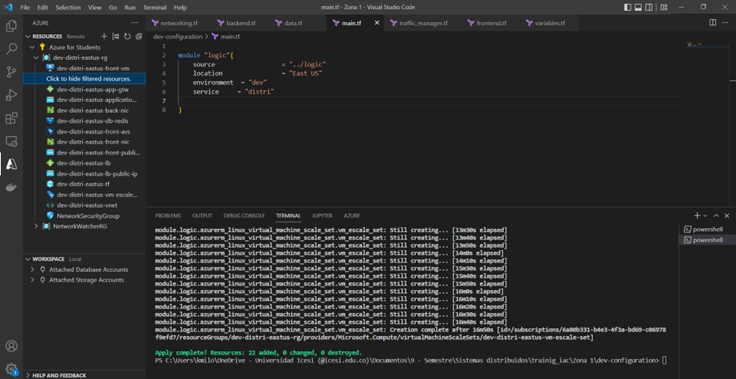 File Edit Selection View Go Run Terminal Help
main.tf - Zona 1 - Visual Studio Code
AZURE
RESOURCES Remote
Azure for Students
dev-distri-eastus-rg
dev-distri-eastus-front-vm
Click to hide filtered resources.
dev-distri-eastus-app-gtw
dev-distri-eastus-applicatio...
dev-distri-eastus-back-nic
dev-distri-eastus-db-redis
dev-distri-eastus-front-avs
dev-distri-eastus-front-nic
dev-distri-eastus-front-publi...
dev-distri-eastus-lb
dev-distri-eastus-lb-public-ip
dev-distri-eastus-tf
dev-distri-eastus-vm-escale...
dev-distri-eastus-vnet
NetworkSecurityGroup
NetworkWatcherRG
WORKSPACE Local
Attached Database Accounts
Attached Storage Accounts
HELP AND FEEDBACK
networking.tf backend.tf data.tf main.tf traffic_manager.tf frontend.tf variables.tf
dev-configuration > main.tf
1
2 module "logic"{
3 source = "../logic"
4 location = "East US"
5 environment = "dev"
6 service = "distri"
7
8 }
PROBLEMS OUTPUT DEBUG CONSOLE TERMINAL JUPYTER AZURE
module.logic.azurerm_linux_virtual_machine_scale_set.vm_escale_set: Still creating... [13m30s elapsed]
module.logic.azurerm_linux_virtual_machine_scale_set.vm_escale_set: Still creating... [13m40s elapsed]
module.logic.azurerm_linux_virtual_machine_scale_set.vm_escale_set: Still creating... [13m50s elapsed]
module.logic.azurerm_linux_virtual_machine_scale_set.vm_escale_set: Still creating... [14m0s elapsed]
module.logic.azurerm_linux_virtual_machine_scale_set.vm_escale_set: Still creating... [14m10s elapsed]
module.logic.azurerm_linux_virtual_machine_scale_set.vm_escale_set: Still creating... [15m30s elapsed]
module.logic.azurerm_linux_virtual_machine_scale_set.vm_escale_set: Still creating... [15m40s elapsed]
module.logic.azurerm_linux_virtual_machine_scale_set.vm_escale_set: Still creating... [15m50s elapsed]
module.logic.azurerm_linux_virtual_machine_scale_set.vm_escale_set: Still creating... [16m0s elapsed]
module.logic.azurerm_linux_virtual_machine_scale_set.vm_escale_set: Still creating... [16m10s elapsed]
module.logic.azurerm_linux_virtual_machine_scale_set.vm_escale_set: Still creating... [16m20s elapsed]
module.logic.azurerm_linux_virtual_machine_scale_set.vm_escale_set: Still creating... [16m30s elapsed]
module.logic.azurerm_linux_virtual_machine_scale_set.vm_escale_set: Still creating... [16m40s elapsed]
module.logic.azurerm_linux_virtual_machine_scale_set.vm_escale_set: Creation complete after 16m50s [id=/subscriptions/6a80b331-b4e3-4f3a-bd69-c06978
f9efd7/resourceGroups/dev-distri-eastus-rg/providers/Microsoft.Compute/virtualMachineScaleSets/dev-distri-eastus-vm-escale-set]
Apply complete! Resources: 22 added, 0 changed, 0 destroyed.
PS C:\Users\kmilo\OneDrive - Universidad Icesi (@icesi.edu.co)\Documentos\9 - Semestre\Sistemas distribuidos\trainig_iac\Zona 1\dev-configuration>
powershell
powershell